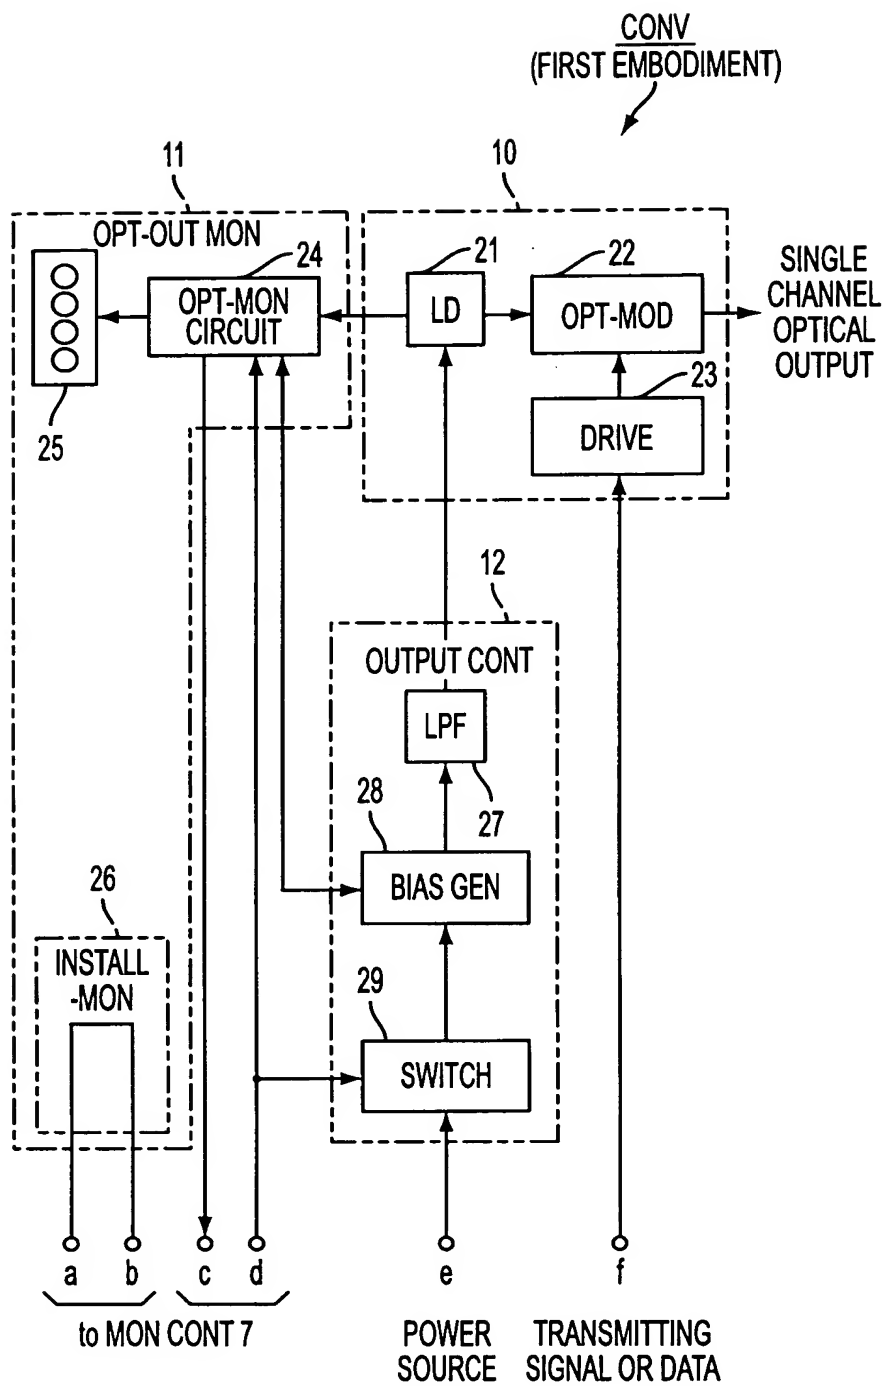 CONV
(FIRST EMBODIMENT)
11
10
OPT-OUT MON
24
OPT-MON
CIRCUIT
25
21
LD
22
OPT-MOD
23
DRIVE
SINGLE
CHANNEL
OPTICAL
OUTPUT
12
OUTPUT CONT
LPF
27
28
BIAS GEN
26
INSTALL
-MON
29
SWITCH
a
b
c
d
e
f
to MON CONT 7
POWER
SOURCE
TRANSMITTING
SIGNAL OR DATA